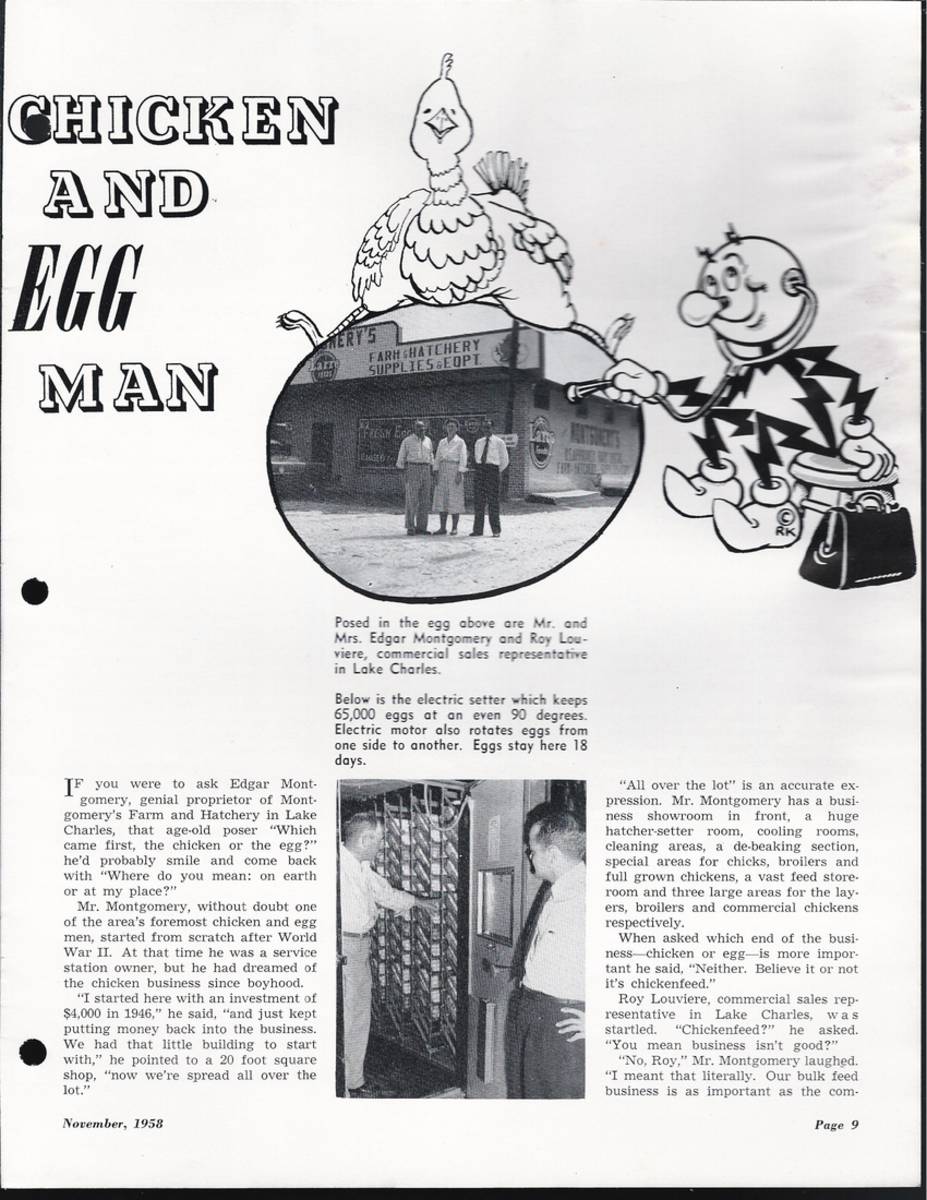 CHICKEN
AND
EGG
MAN
ERY'S
FARM & HATCHERY
SUPPLIES & EQPT.
Larro
FEEDS
FRESH
Larro
MONTGOMERY'S
©
RK
Posed in the egg above are Mr. and
Mrs. Edgar Montgomery and Roy Lou-
viere, commercial sales representative
in Lake Charles.
Below is the electric setter which keeps
65,000 eggs at an even 90 degrees.
Electric motor also rotates eggs from
one side to another. Eggs stay here 18
days.
IF you were to ask Edgar Mont-
gomery, genial proprietor of Mont-
gomery's Farm and Hatchery in Lake
Charles, that age-old poser "Which
came first, the chicken or the egg?"
he'd probably smile and come back
with "Where do you mean: on earth
or at my place?"
Mr. Montgomery, without doubt one
of the area's foremost chicken and egg
men, started from scratch after World
War II. At that time he was a service
station owner, but he had dreamed of
the chicken business since boyhood.
"I started here with an investment of
$4,000 in 1946," he said, "and just kept
putting money back into the business.
We had that little building to start
with," he pointed to a 20 foot square
shop, "now we're spread all over the
lot."
"All over the lot" is an accurate ex-
pression. Mr. Montgomery has a busi-
ness showroom in front, a huge
hatcher-setter room, cooling rooms,
cleaning areas, a de-beaking section,
special areas for chicks, broilers and
full grown chickens, a vast feed store-
room and three large areas for the lay-
ers, broilers and commercial chickens
respectively.
When asked which end of the busi-
ness—chicken or egg—is more impor-
tant he said, "Neither. Believe it or not
it's chickenfeed."
Roy Louviere, commercial sales rep-
resentative in Lake Charles, was
startled. "Chickenfeed?" he asked.
"You mean business isn't good?"
"No, Roy," Mr. Montgomery laughed.
"I meant that literally. Our bulk feed
business is as important as the com-
November, 1958
Page 9